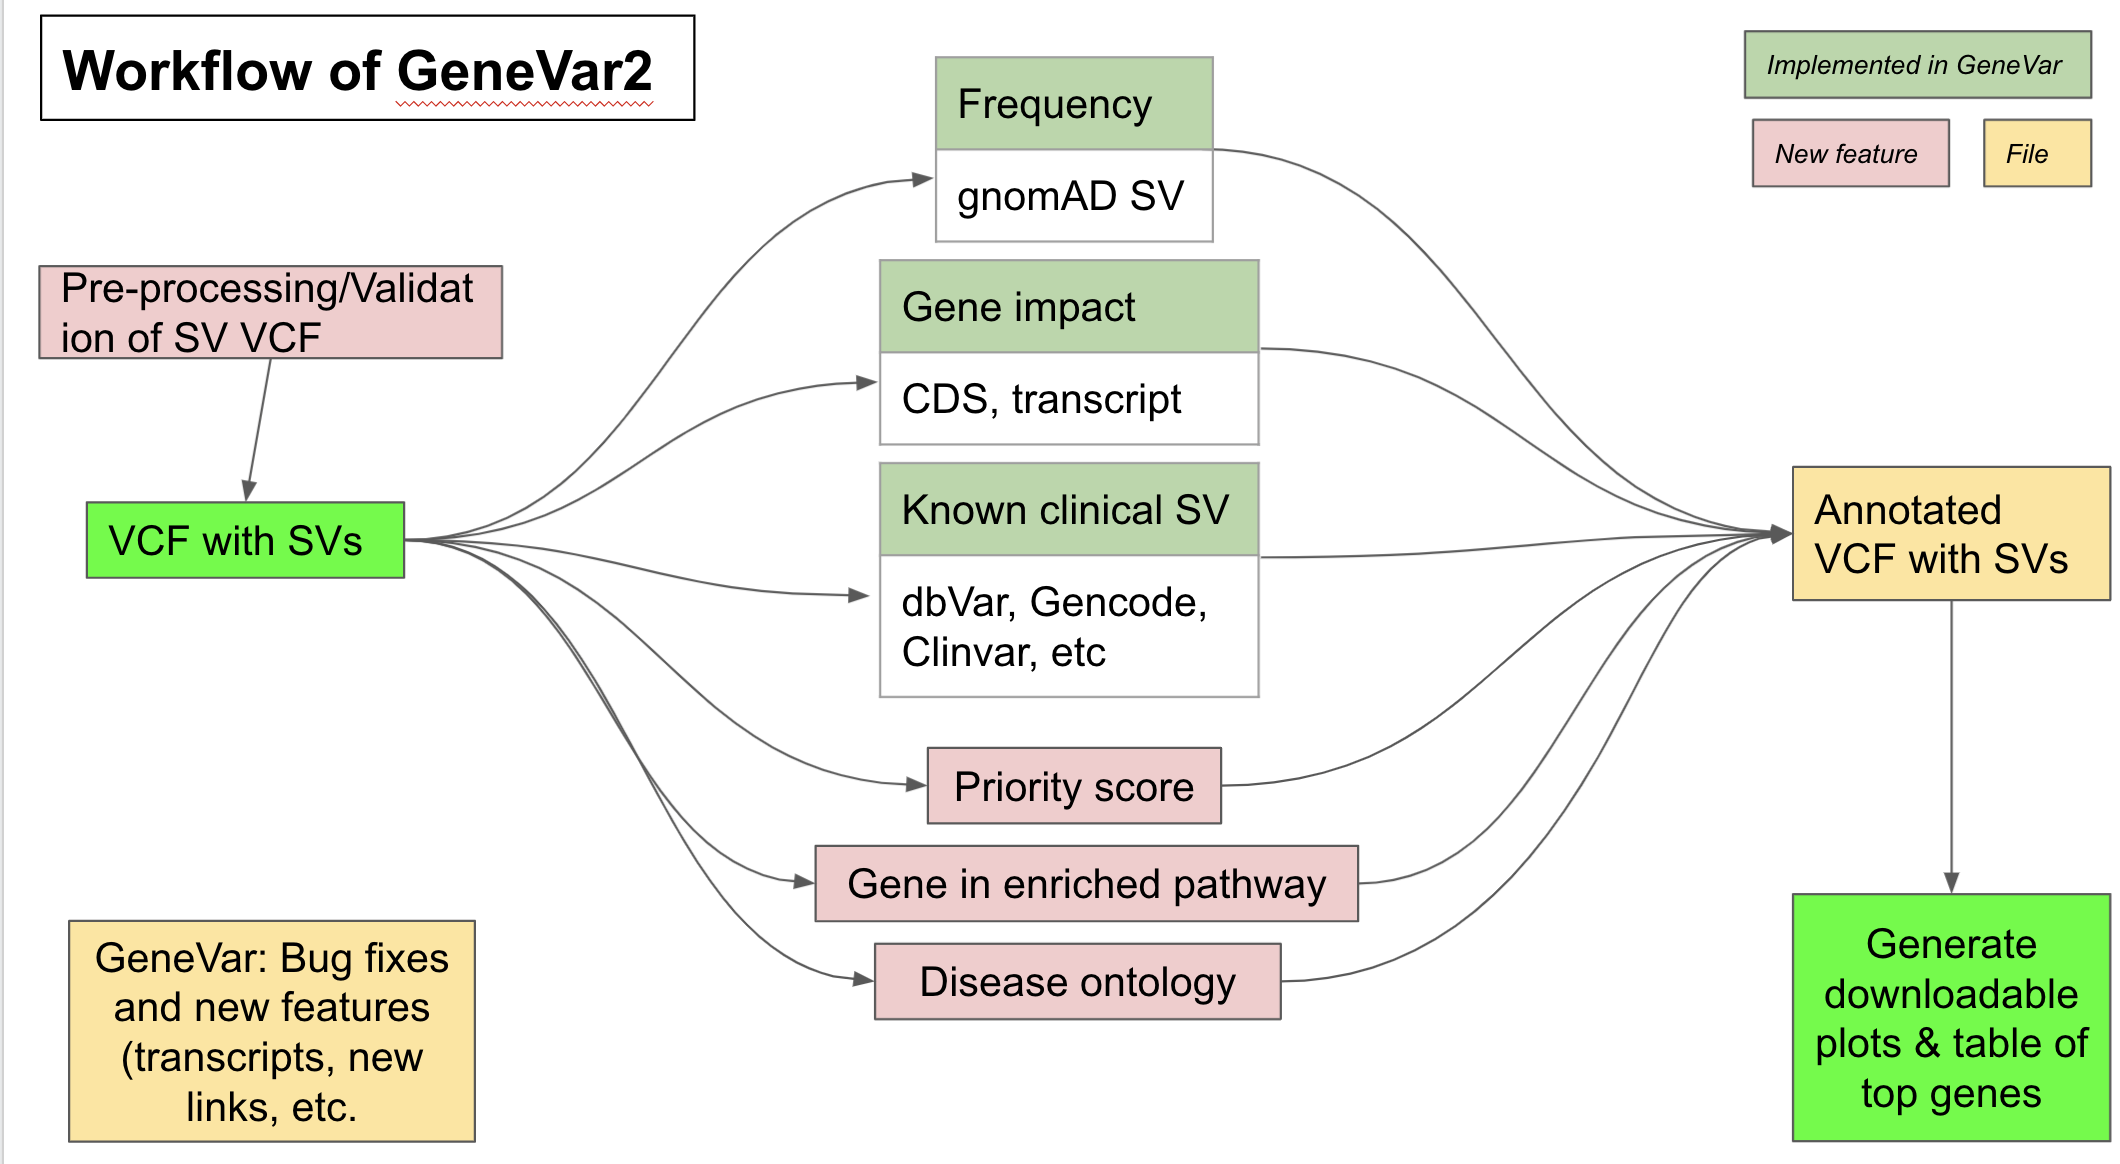 Workflow of GeneVar2
Implemented in GeneVar
New feature
File
Frequency
gnomAD SV
Pre-processing/Validat
ion of SV VCF
Gene impact
CDS, transcript
VCF with SVs
Known clinical SV
dbVar, Gencode,
Clinvar, etc
Annotated
VCF with SVs
Priority score
Gene in enriched pathway
Disease ontology
GeneVar: Bug fixes
and new features
(transcripts, new
links, etc.
Generate
downloadable
plots & table of
top genes